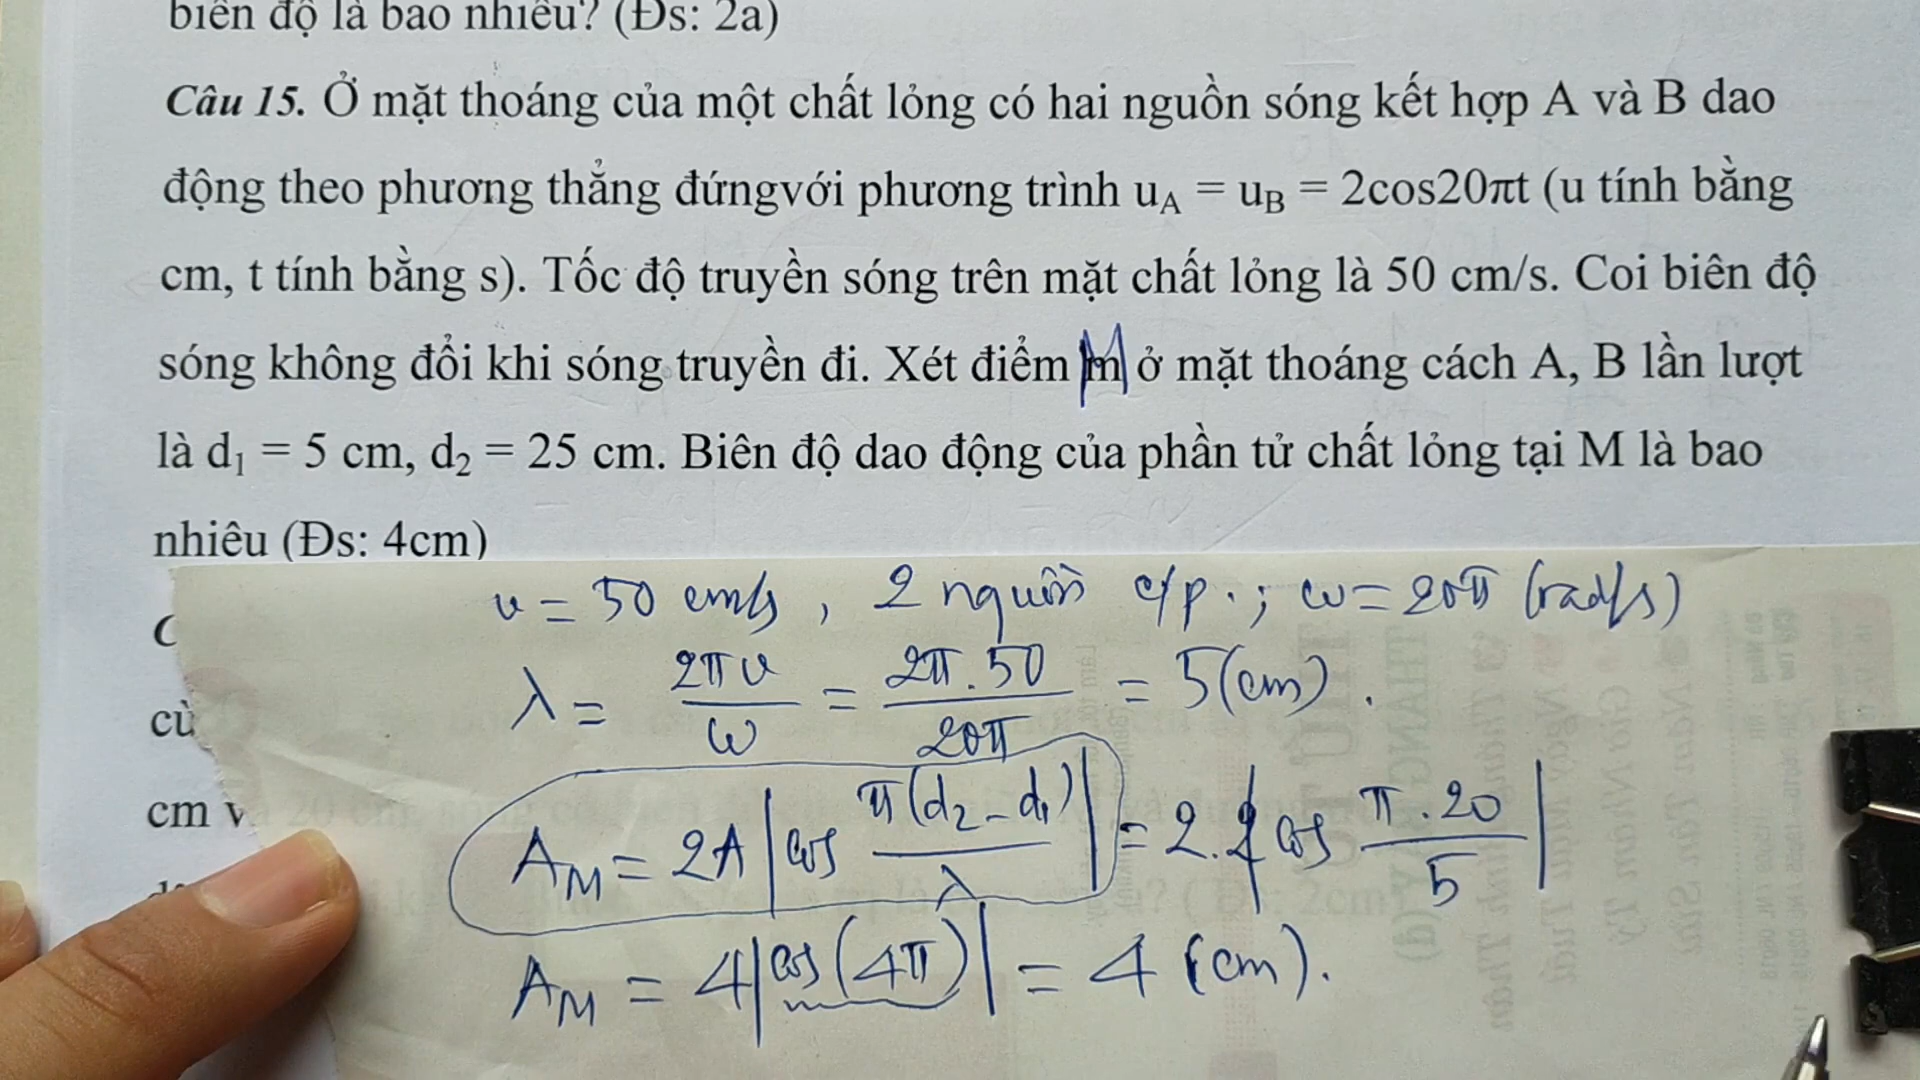 biên độ là bao nhiêu? (Đs: 2a)
Câu 15. Ở mặt thoáng của một chất lỏng có hai nguồn sóng kết hợp A và B dao
động theo phương thẳng đứngvới phương trình uA = uB = 2cos20πt (u tính bằng
cm, t tính bằng s). Tốc độ truyền sóng trên mặt chất lỏng là 50 cm/s. Coi biên độ
sóng không đổi khi sóng truyền đi. Xét điểm M ở mặt thoáng cách A, B lần lượt
là d₁ = 5 cm, d₂ = 25 cm. Biên độ dao động của phần tử chất lỏng tại M là bao
nhiêu (Đs: 4cm)
v = 50 cm/s, 2 nguồn c/p.; ω = 20π (rad/s)
λ = 2πv/ω = 2π.50/20π = 5(cm).
cù
A_M = 2A|cos π(d₂-d₁)/λ| = 2.2|cos π.20/5|
cm v
A_M = 4|cos(4π)| = 4 (cm).